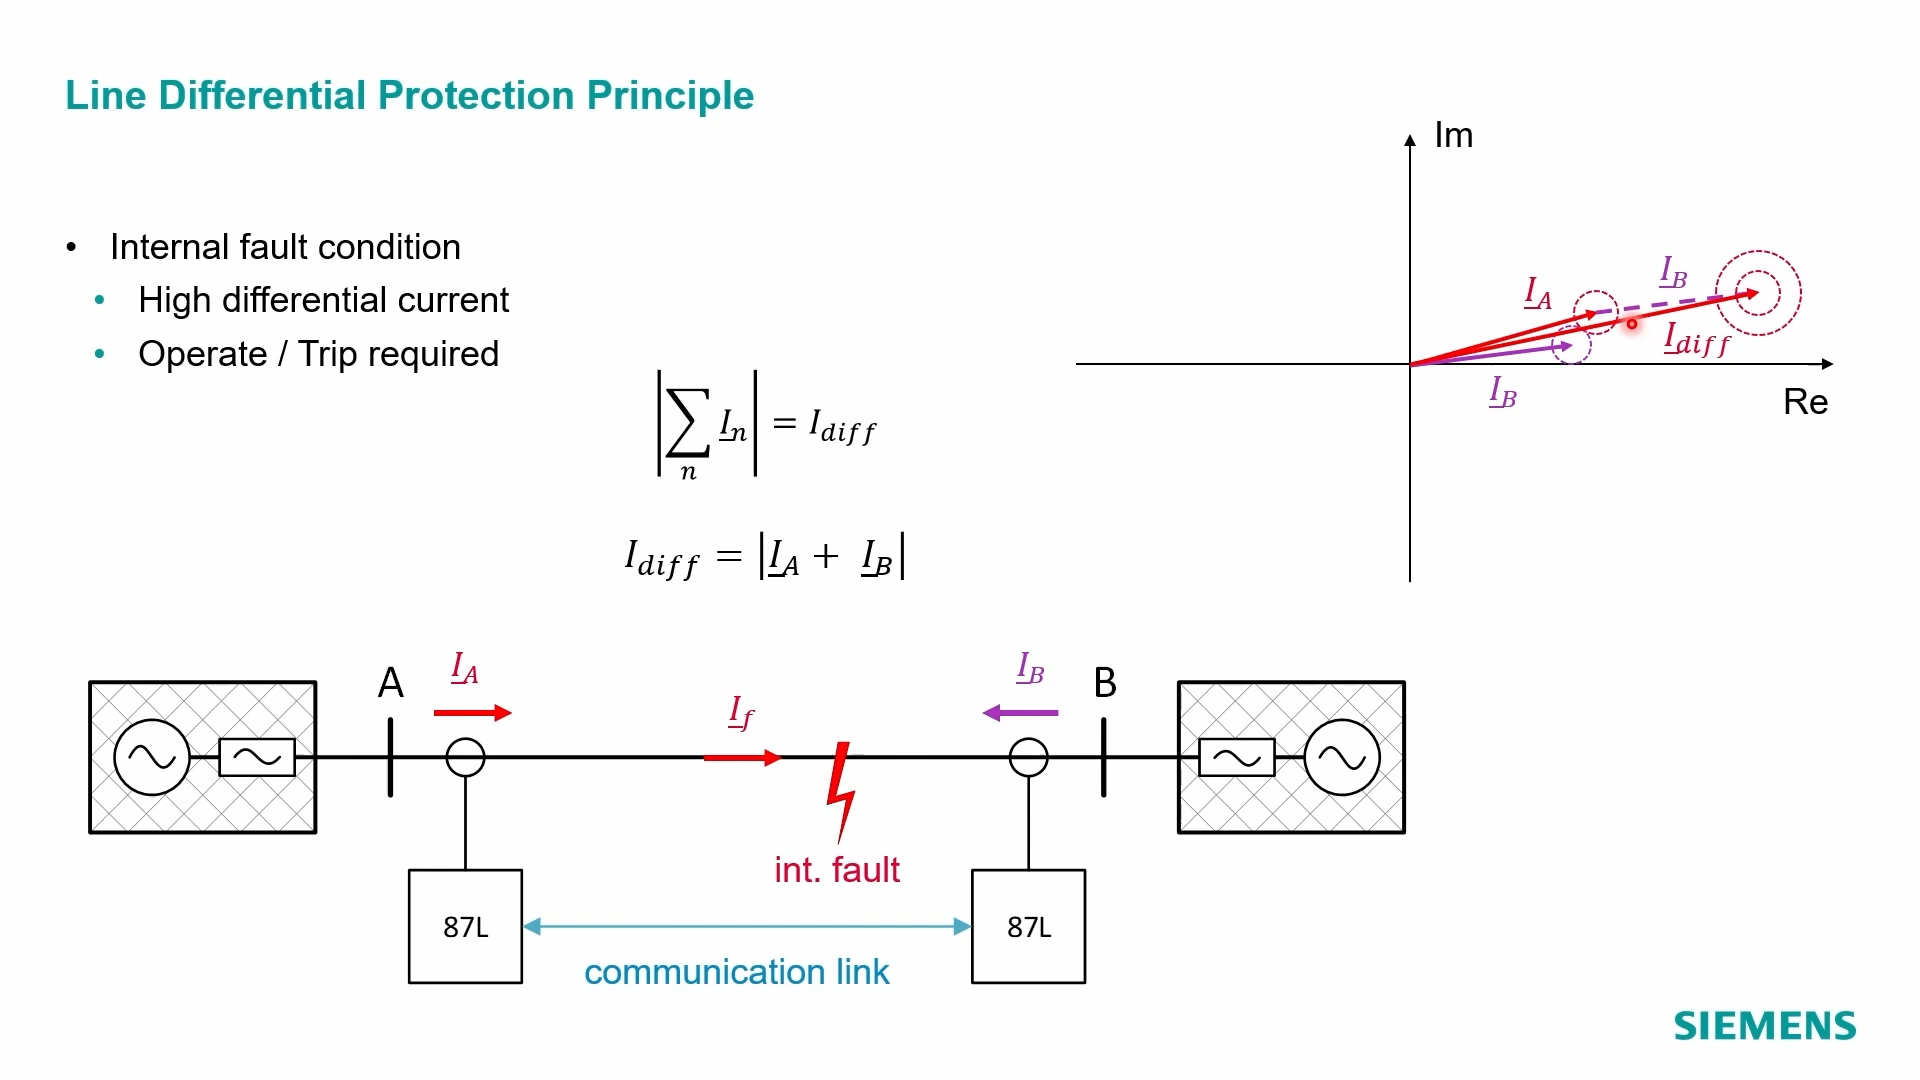 Line Differential Protection Principle
Im
• Internal fault condition
• High differential current
• Operate / Trip required
I_A
I_B
I_diff
I_B
Re
|∑_n I_n| = I_diff
I_diff = |I_A + I_B|
A
I_A
I_f
I_B
B
int. fault
87L
87L
communication link
SIEMENS